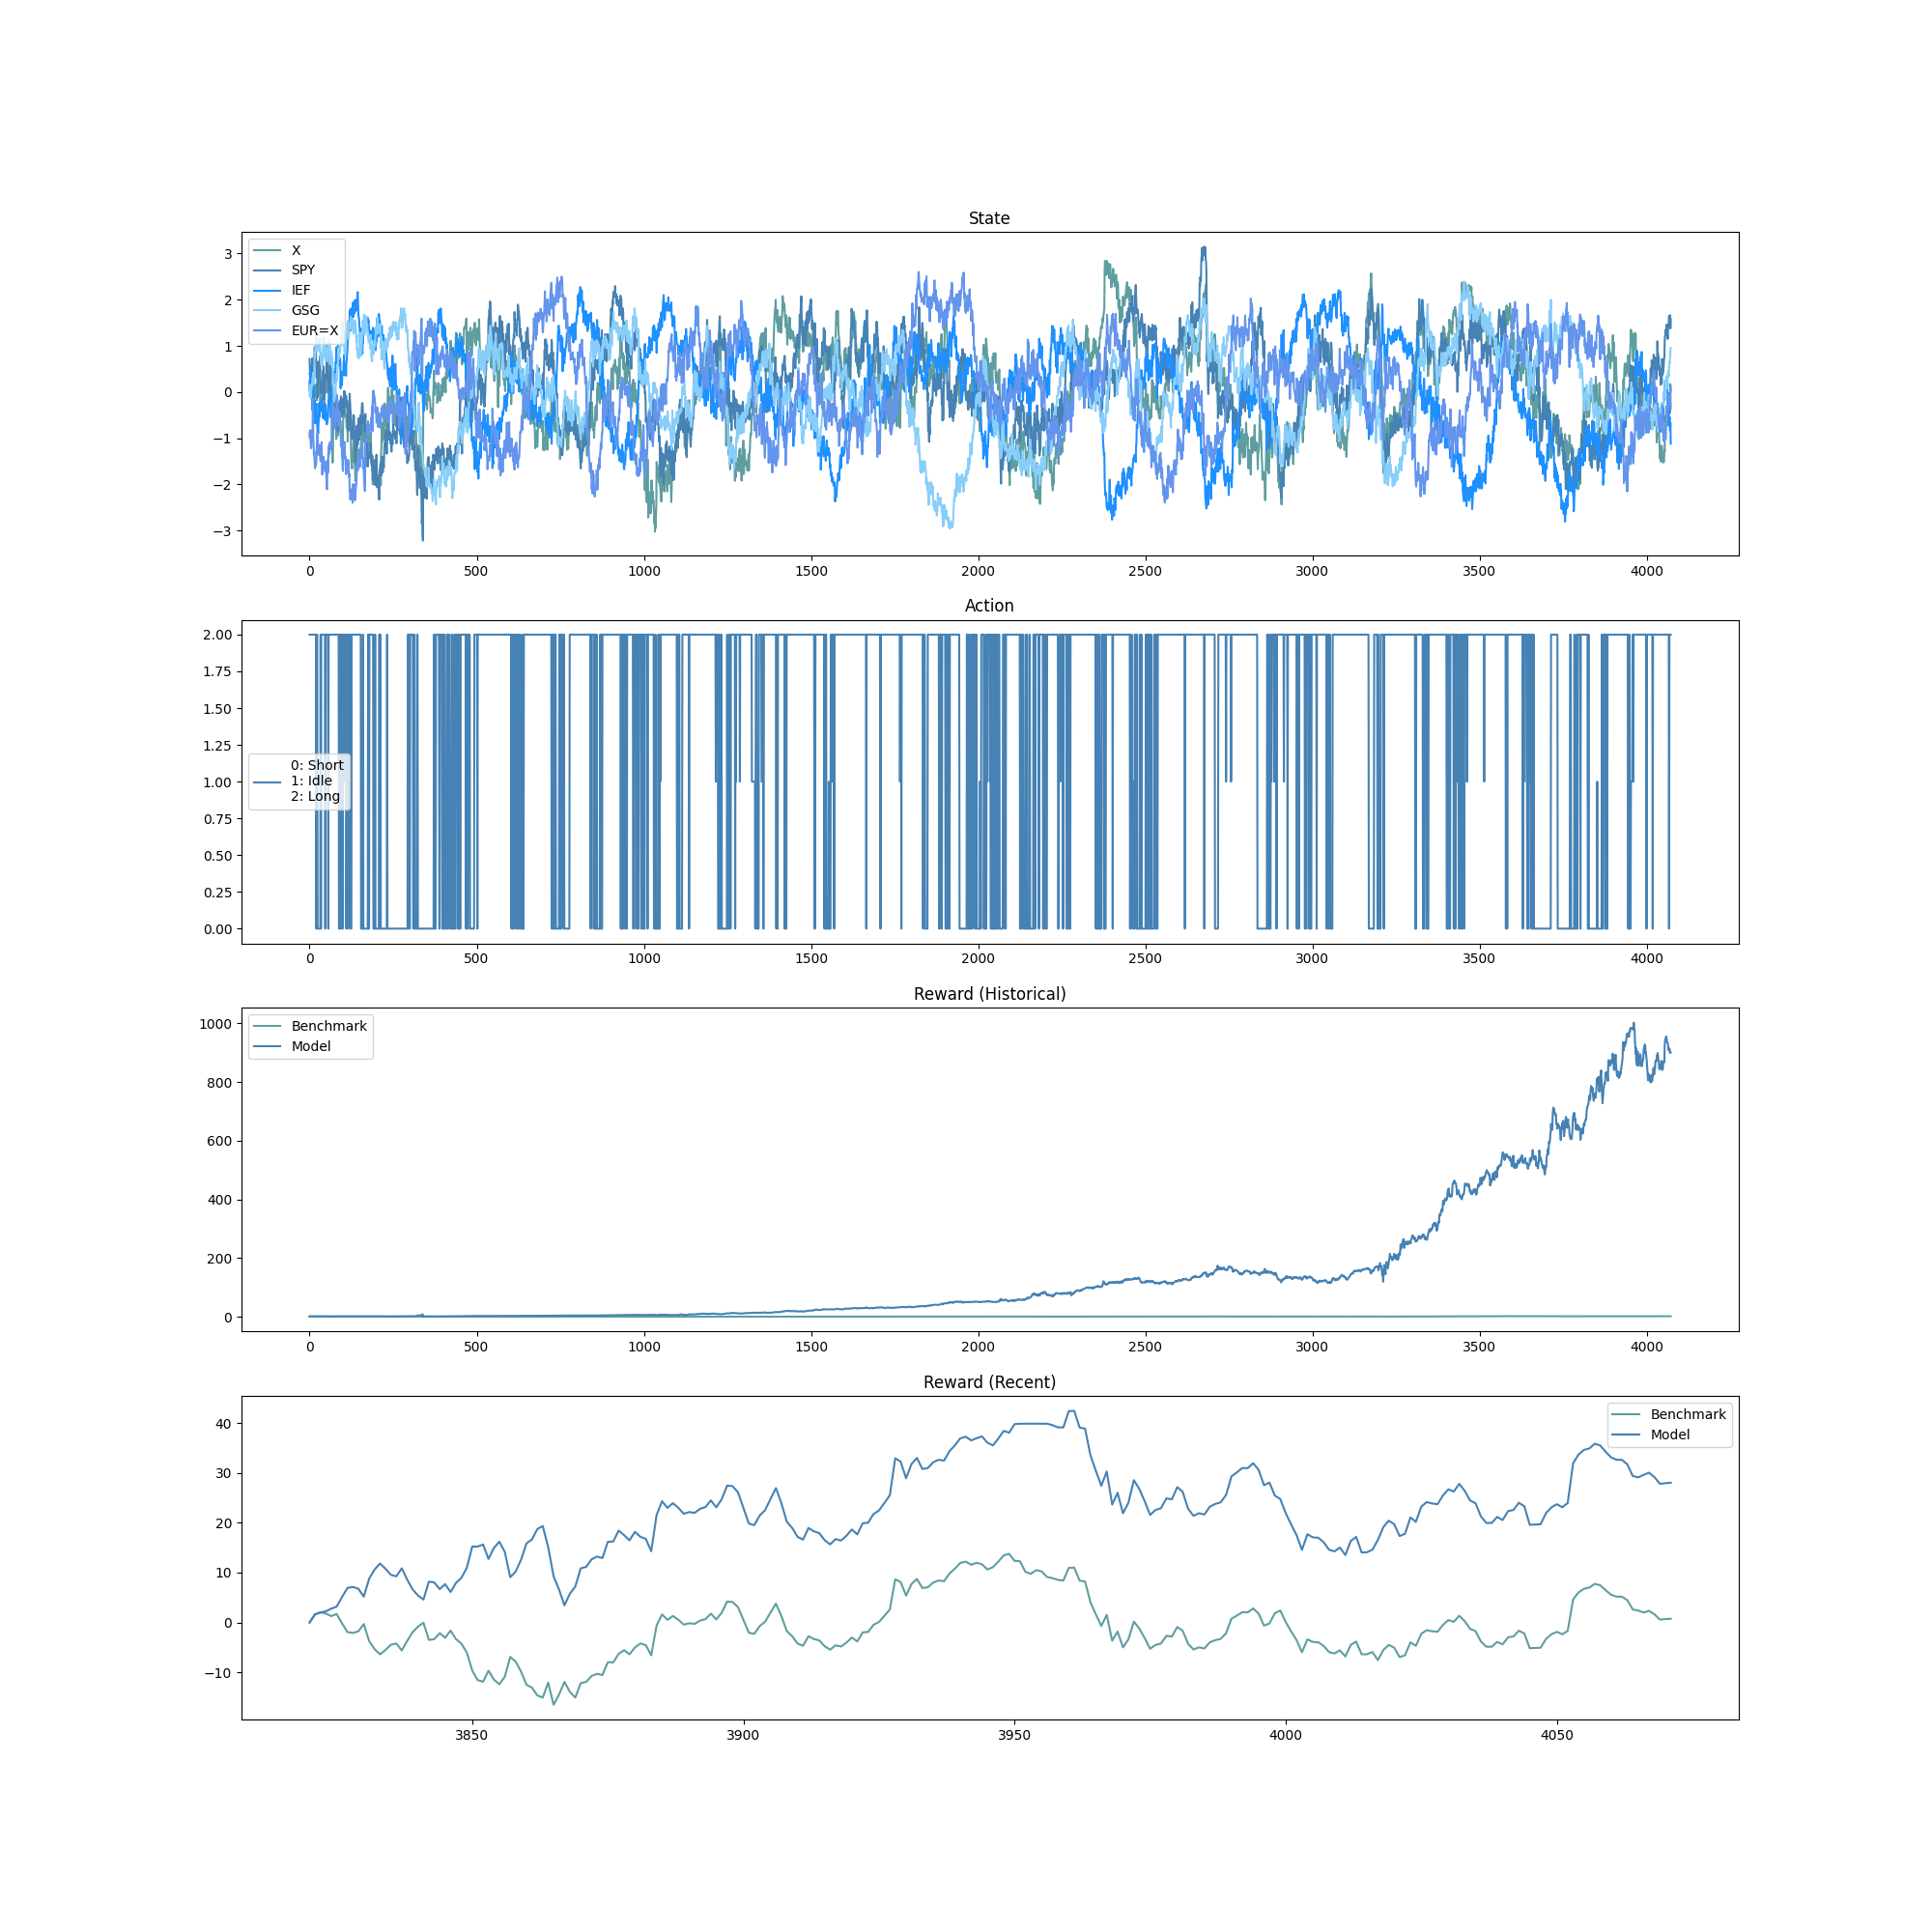 State
3
2
1
0
−1
−2
−3
X
SPY
IEF
GSG
EUR=X
0 500 1000 1500 2000 2500 3000 3500 4000
Action
2.00
1.75
1.50
1.25
1.00
0.75
0.50
0.25
0.00
0: Short
1: Idle
2: Long
0 500 1000 1500 2000 2500 3000 3500 4000
Reward (Historical)
1000
800
600
400
200
0
Benchmark
Model
0 500 1000 1500 2000 2500 3000 3500 4000
Reward (Recent)
40
30
20
10
0
−10
Benchmark
Model
3850 3900 3950 4000 4050